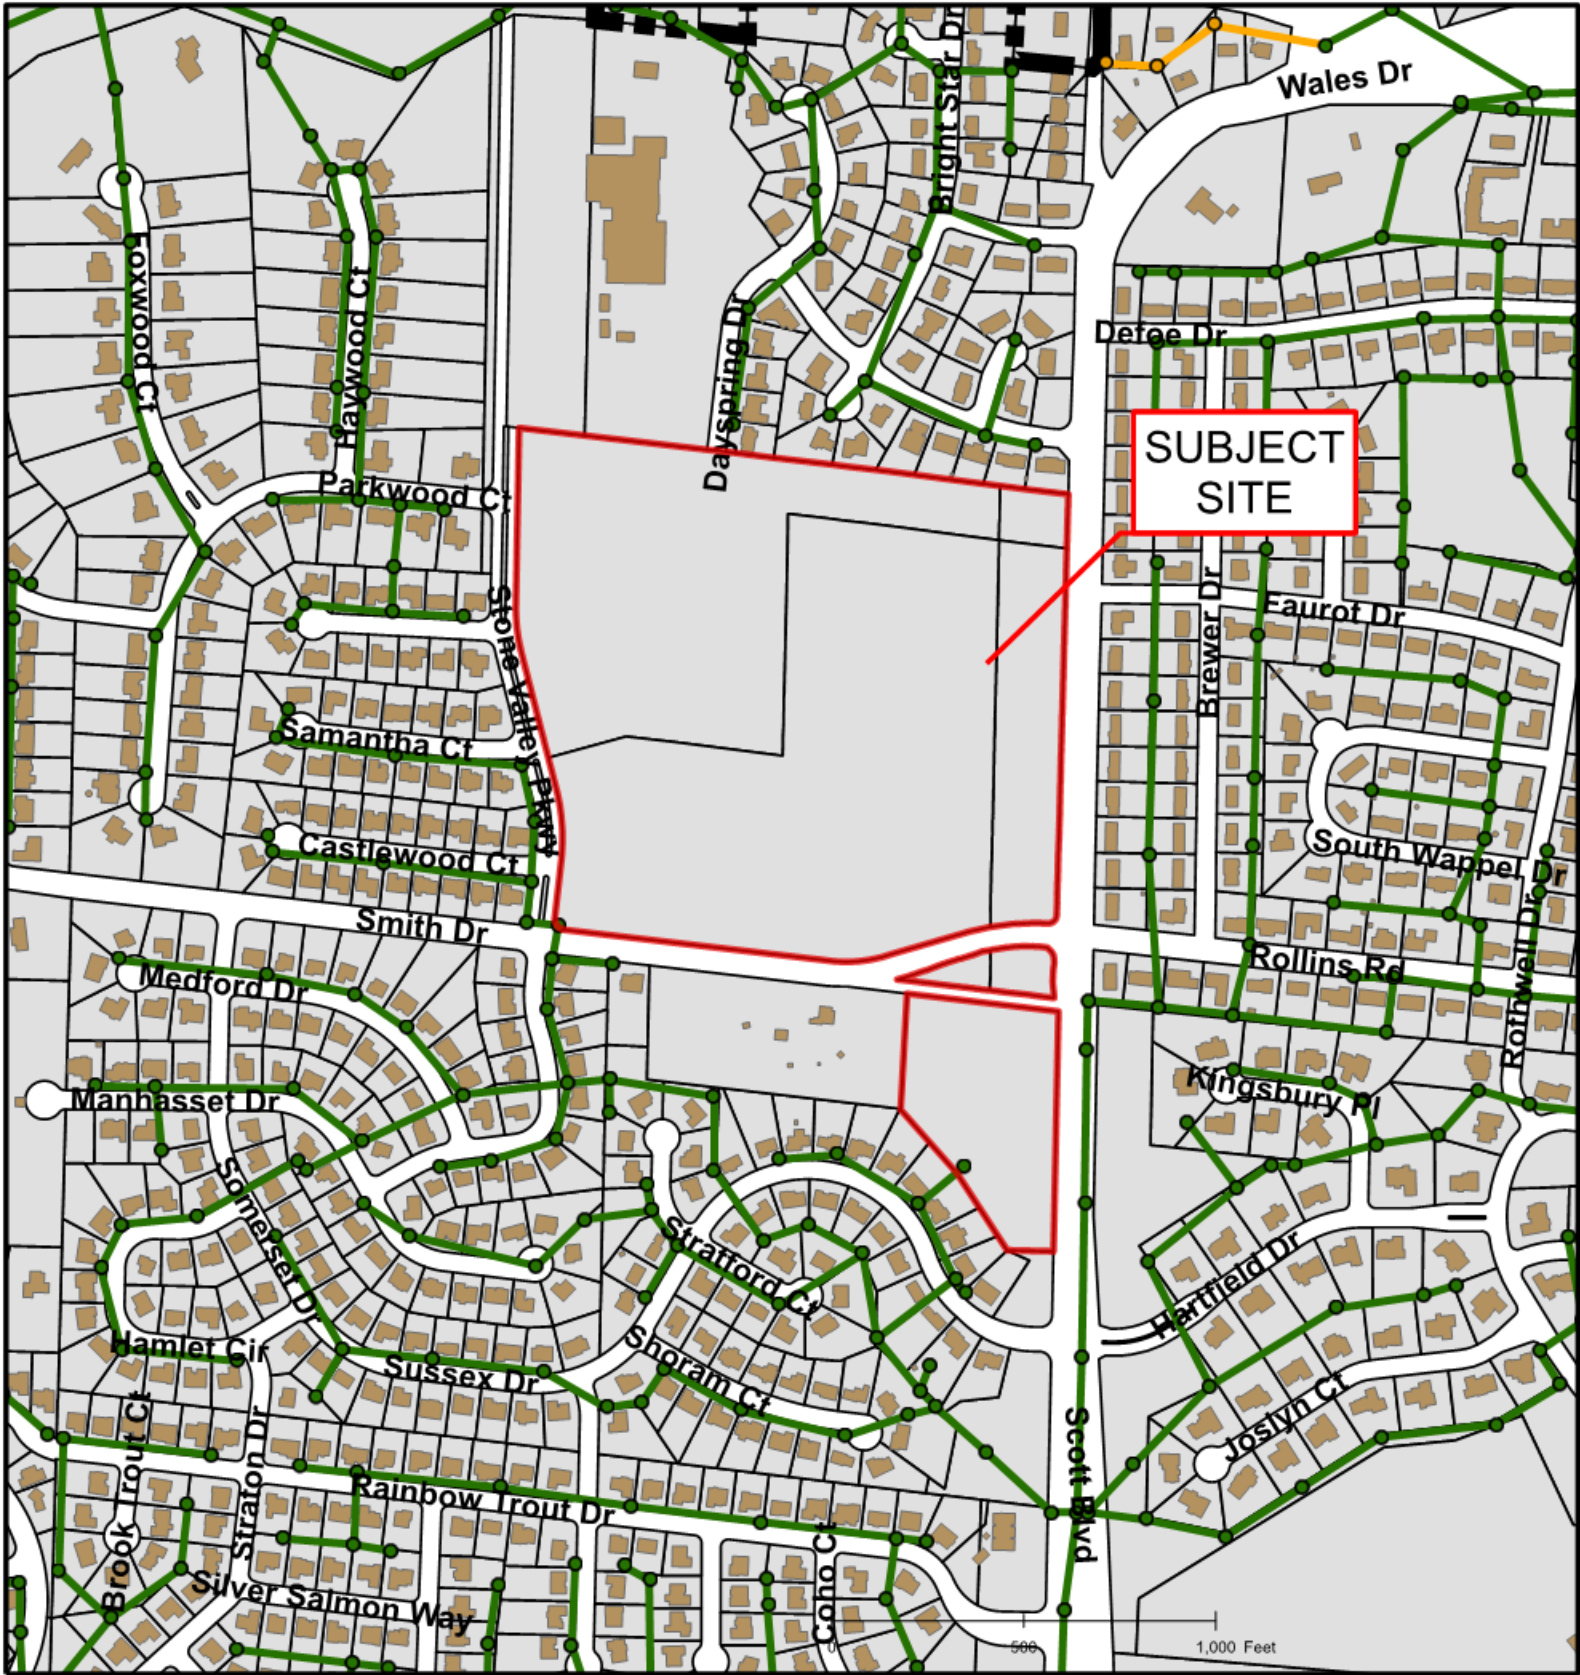 Bright Star Dr
Wales Dr
Foxwood Ct
Haywood Ct
Dayspring Dr
Defoe Dr
SUBJECT
SITE
Parkwood Ct
Stone Valley Pkwy
Brewer Dr
Faurot Dr
Samantha Ct
Castlewood Ct
South Wappel Dr
Smith Dr
Rollins Rd
Rothwell Dr
Medford Dr
Manhasset Dr
Kingsbury Pl
Somerset Dr
Strafford Ct
Hartfield Dr
Hamlet Cir
Sussex Dr
Shoram Ct
Joslyn Ct
Brook Trout Ct
Straton Dr
Scott Blvd
Rainbow Trout Dr
Coho Ct
Silver Salmon Way
0 500 1,000 Feet